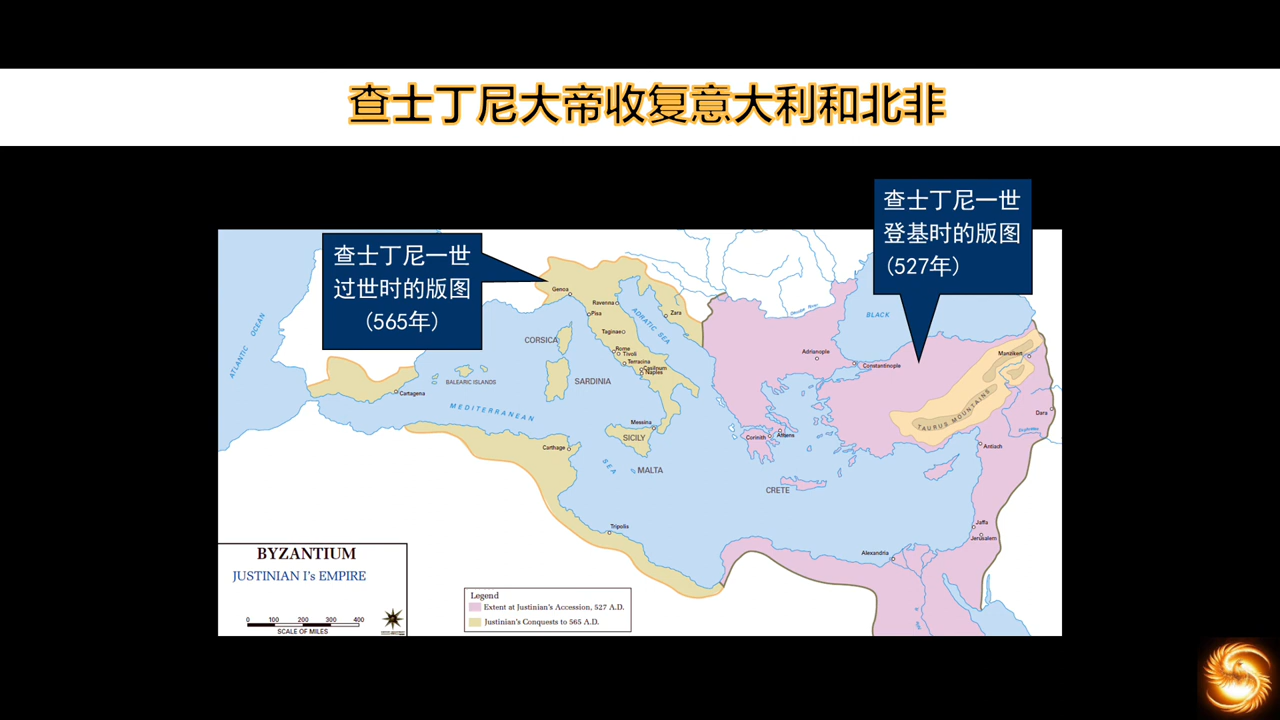 查士丁尼大帝收复意大利和北非
查士丁尼一世
登基时的版图
(527年)
查士丁尼一世
过世时的版图
(565年)
ATLANTIC OCEAN
BLACK
Genoa
Ravenna
Pisa
ADRATIC SEA
Zara
Taginae
CORSICA
Rome
Tivoli
Terracina
Casilnum
Naples
Adrianople
Constantinople
Manzikert
BALEARIC ISLANDS
SARDINIA
Cartagena
MEDITERRANEAN
SEA
TAURUS MOUNTAINS
Dara
Messina
SICILY
Corinth
Athens
Carthage
Antioch
MALTA
CRETE
Tripolis
Jaffa
Jerusalem
Alexandria
BYZANTIUM
JUSTINIAN I's EMPIRE
0 100 200 300 400
SCALE OF MILES
Legend
Extent at Justinian's Accession, 527 A.D.
Justinian's Conquests to 565 A.D.